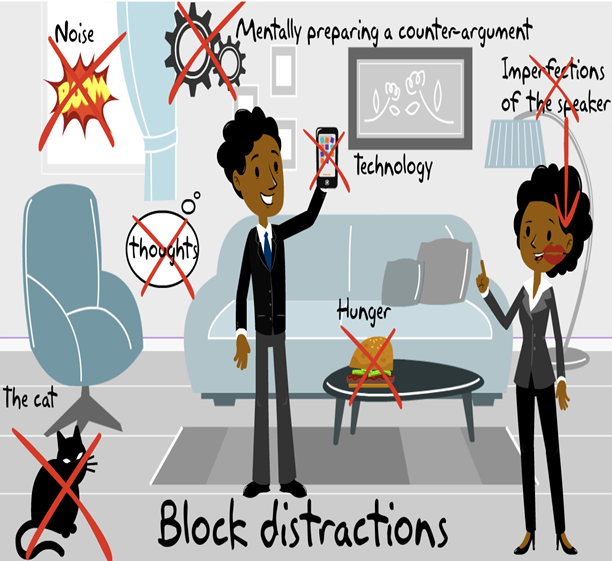 Noise
Mentally preparing a counter-argument
Imperfections
of the speaker
Technology
thoughts
Hunger
The cat
Block distractions